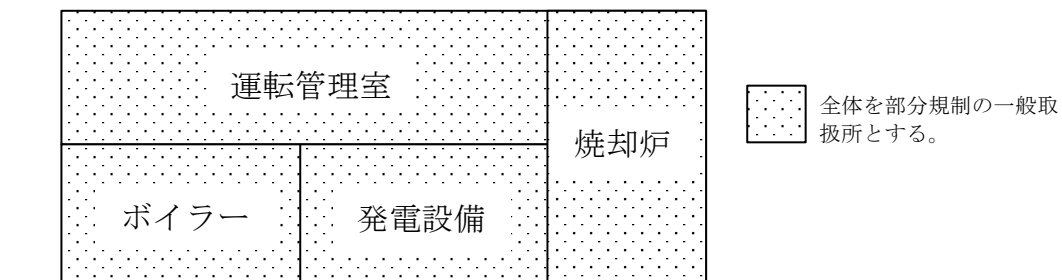 運転管理室
焼却炉
ボイラー
発電設備
全体を部分規制の一般取
扱所とする。